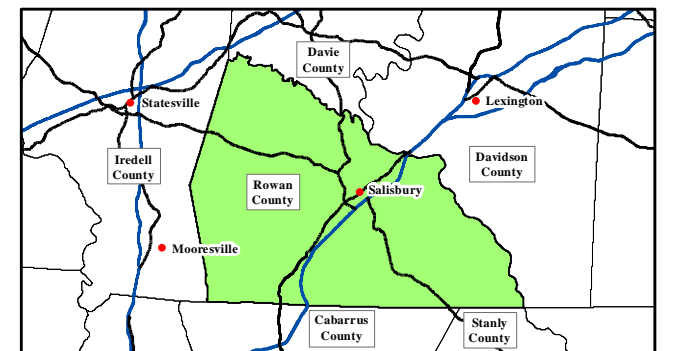 Davie
County
Statesville
Lexington
Iredell
County
Davidson
County
Rowan
County
Salisbury
Mooresville
Cabarrus
County
Stanly
County